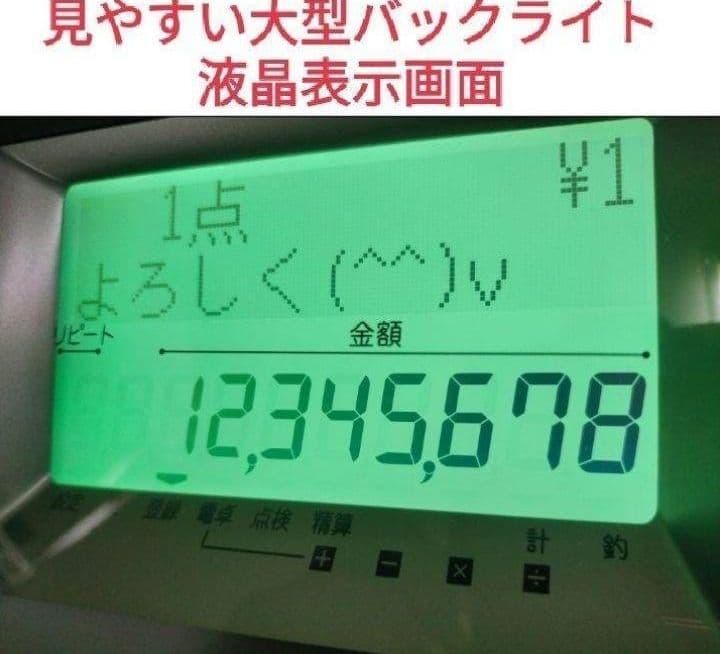 見やすい大型バックライト
液晶表示画面
¥1
1点
よろしく(^^)v
リピート
金額
12,345,678
設定 登録 電卓 点検 精算
計 釣
+ - × ÷